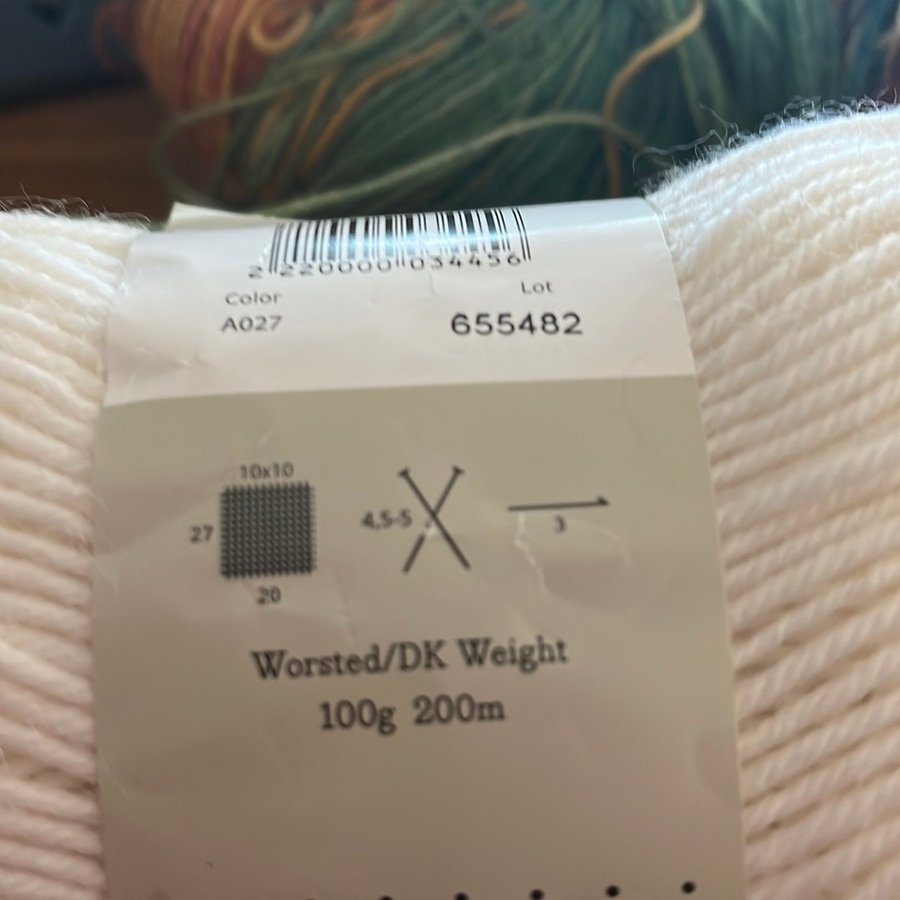 2 220000 034456
Color Lot
A027 655482
10x10
27
20
4,5-5
3
Worsted/DK Weight
100g 200m